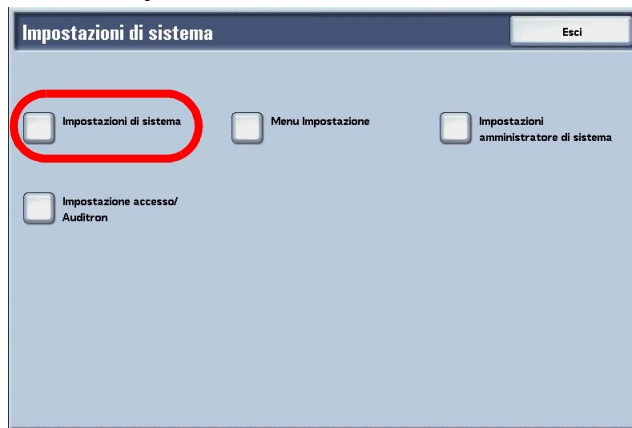 Impostazioni di sistema
Esci
Impostazioni di sistema
Menu Impostazione
Impostazioni
amministratore di sistema
Impostazione accesso/
Auditron